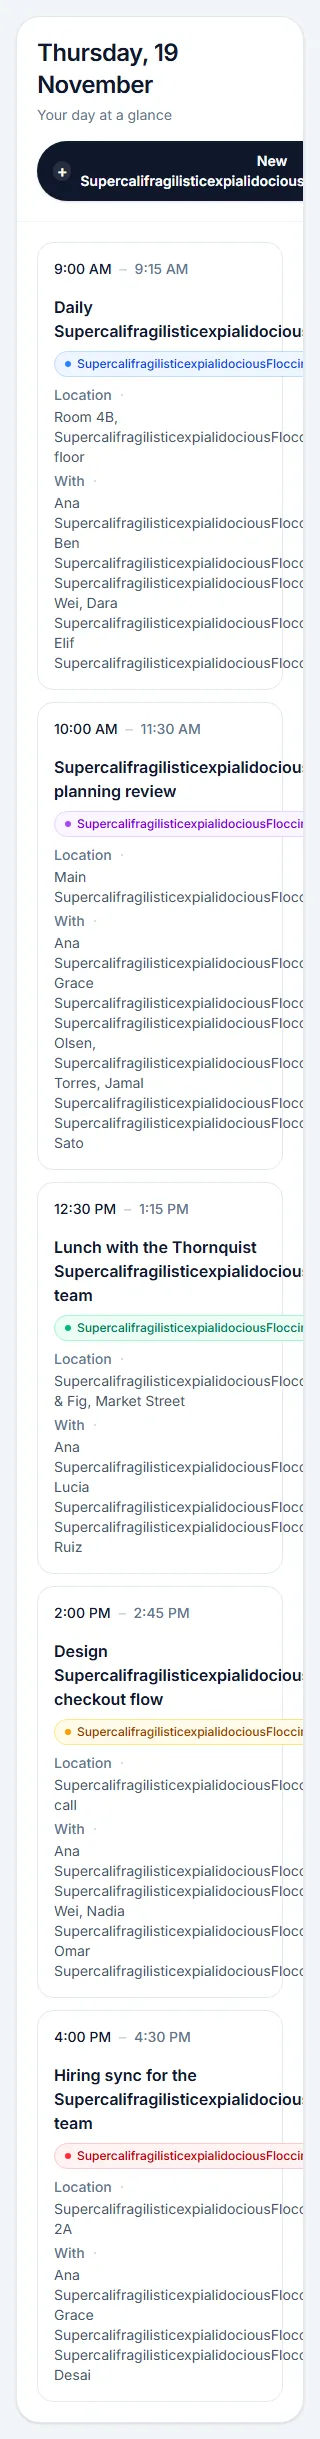 Thursday, 19
November
Your day at a glance
+ New
Supercalifragilisticexpialidocious
9:00 AM – 9:15 AM
Daily
Supercalifragilisticexpialidocious
SupercalifragilisticexpialidociousFloccin
Location ·
Room 4B,
SupercalifragilisticexpialidociousFlocc
floor
With ·
Ana
SupercalifragilisticexpialidociousFlocc
Ben
SupercalifragilisticexpialidociousFlocc
SupercalifragilisticexpialidociousFlocc
Wei, Dara
SupercalifragilisticexpialidociousFlocc
Elif
SupercalifragilisticexpialidociousFlocc
10:00 AM – 11:30 AM
Supercalifragilisticexpialidocious
planning review
SupercalifragilisticexpialidociousFloccin
Location ·
Main
SupercalifragilisticexpialidociousFlocc
With ·
Ana
SupercalifragilisticexpialidociousFlocc
Grace
SupercalifragilisticexpialidociousFlocc
SupercalifragilisticexpialidociousFlocc
Olsen,
SupercalifragilisticexpialidociousFlocc
Torres, Jamal
SupercalifragilisticexpialidociousFlocc
SupercalifragilisticexpialidociousFlocc
Sato
12:30 PM – 1:15 PM
Lunch with the Thornquist
Supercalifragilisticexpialidocious
team
SupercalifragilisticexpialidociousFloccin
Location ·
SupercalifragilisticexpialidociousFlocc
& Fig, Market Street
With ·
Ana
SupercalifragilisticexpialidociousFlocc
Lucia
SupercalifragilisticexpialidociousFlocc
SupercalifragilisticexpialidociousFlocc
Ruiz
2:00 PM – 2:45 PM
Design
Supercalifragilisticexpialidocious
checkout flow
SupercalifragilisticexpialidociousFloccin
Location ·
SupercalifragilisticexpialidociousFlocc
call
With ·
Ana
SupercalifragilisticexpialidociousFlocc
SupercalifragilisticexpialidociousFlocc
Wei, Nadia
SupercalifragilisticexpialidociousFlocc
Omar
SupercalifragilisticexpialidociousFlocc
4:00 PM – 4:30 PM
Hiring sync for the
Supercalifragilisticexpialidocious
team
SupercalifragilisticexpialidociousFloccin
Location ·
SupercalifragilisticexpialidociousFlocc
2A
With ·
Ana
SupercalifragilisticexpialidociousFlocc
Grace
SupercalifragilisticexpialidociousFlocc
SupercalifragilisticexpialidociousFlocc
Desai